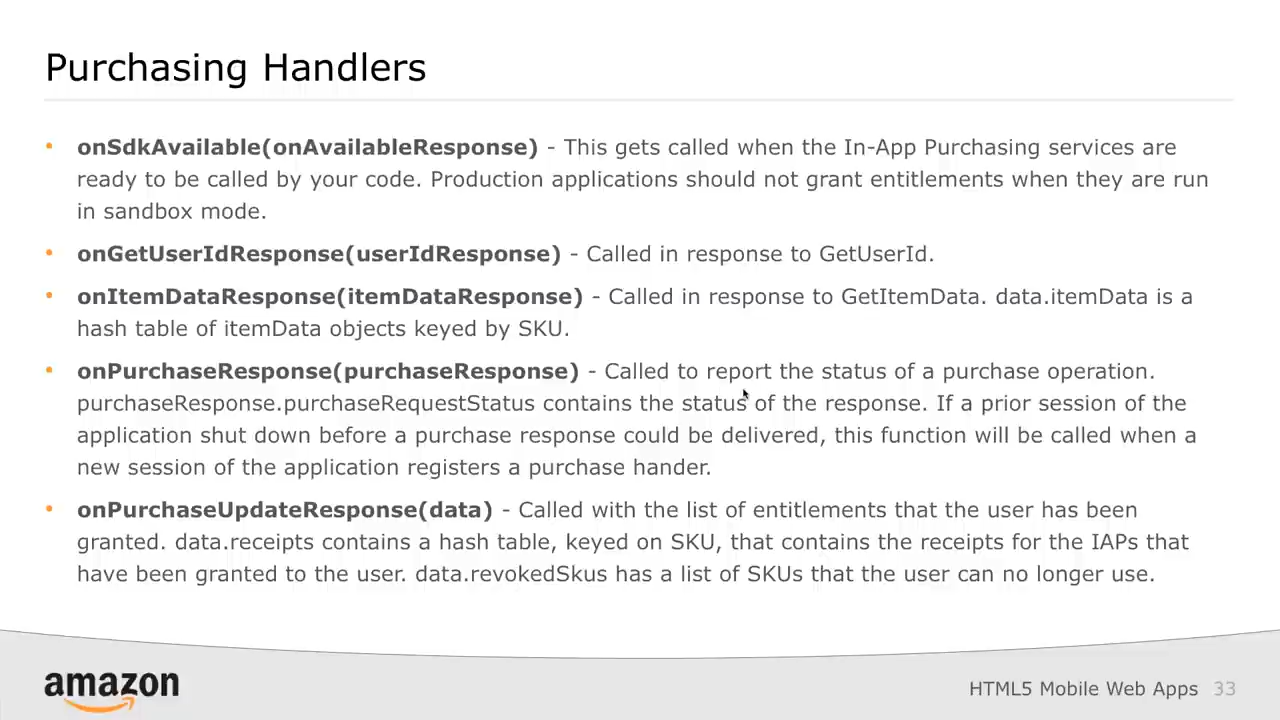 Purchasing Handlers
• onSdkAvailable(onAvailableResponse) - This gets called when the In-App Purchasing services are
ready to be called by your code. Production applications should not grant entitlements when they are run
in sandbox mode.
• onGetUserIdResponse(userIdResponse) - Called in response to GetUserId.
• onItemDataResponse(itemDataResponse) - Called in response to GetItemData. data.itemData is a
hash table of itemData objects keyed by SKU.
• onPurchaseResponse(purchaseResponse) - Called to report the status of a purchase operation.
purchaseResponse.purchaseRequestStatus contains the status of the response. If a prior session of the
application shut down before a purchase response could be delivered, this function will be called when a
new session of the application registers a purchase hander.
• onPurchaseUpdateResponse(data) - Called with the list of entitlements that the user has been
granted. data.receipts contains a hash table, keyed on SKU, that contains the receipts for the IAPs that
have been granted to the user. data.revokedSkus has a list of SKUs that the user can no longer use.
amazon
HTML5 Mobile Web Apps 33